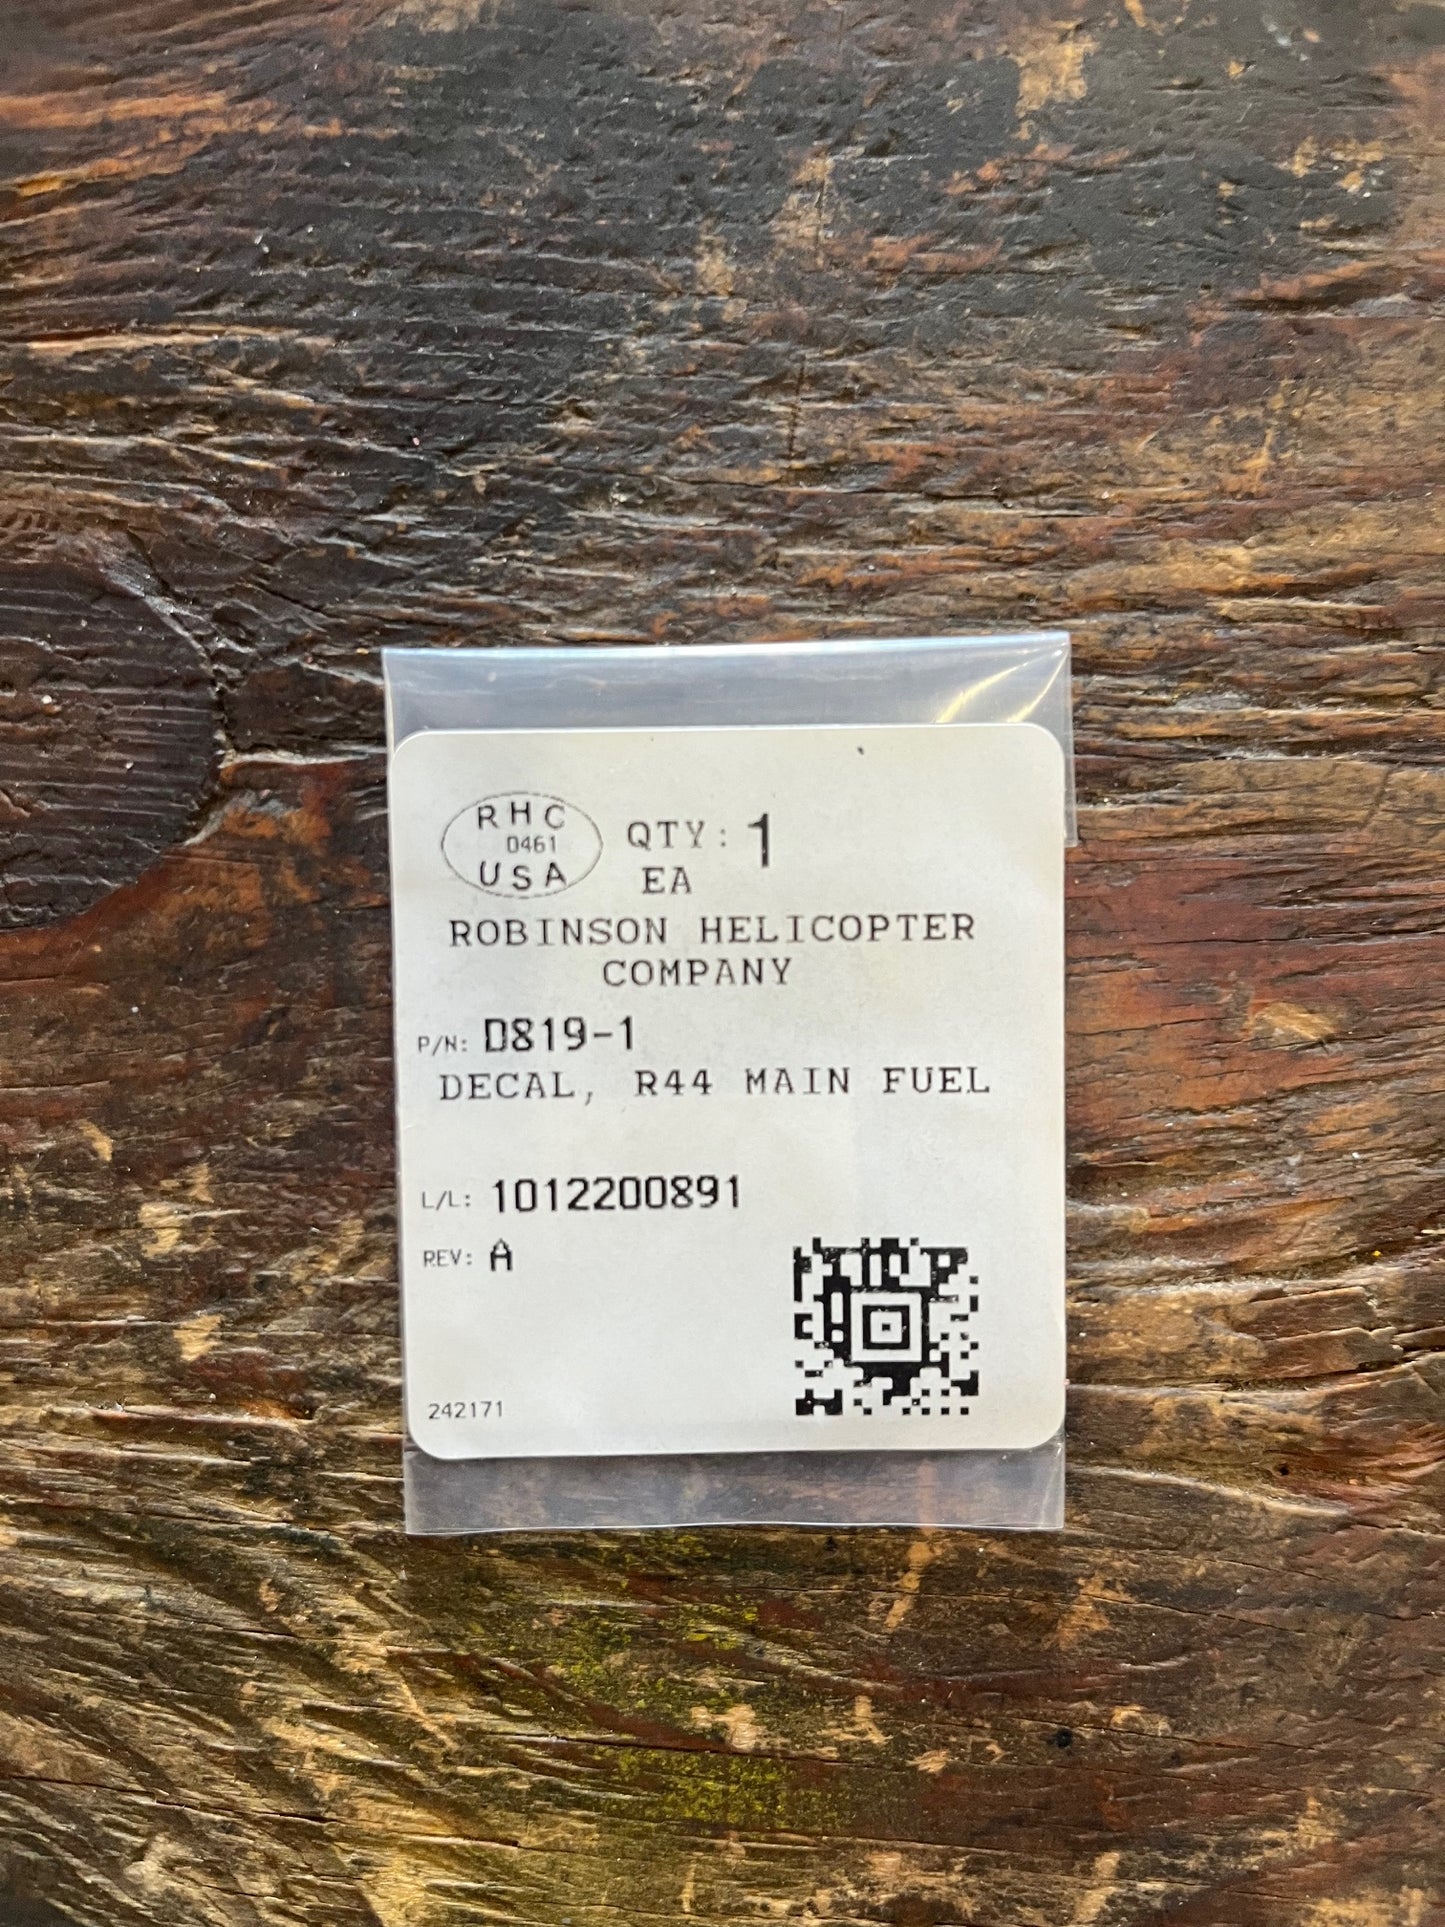 RHC
0461
USA
QTY: 1
EA
ROBINSON HELICOPTER
COMPANY
P/N: D819-1
DECAL, R44 MAIN FUEL
L/L: 1012200891
REV: A
242171